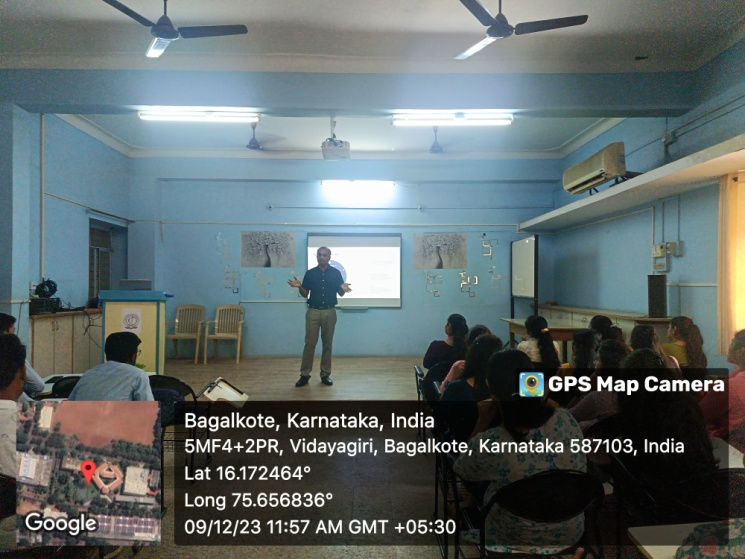 GPS Map Camera
Bagalkote, Karnataka, India
5MF4+2PR, Vidayagiri, Bagalkote, Karnataka 587103, India
Lat 16.172464°
Long 75.656836°
09/12/23 11:57 AM GMT +05:30
Google